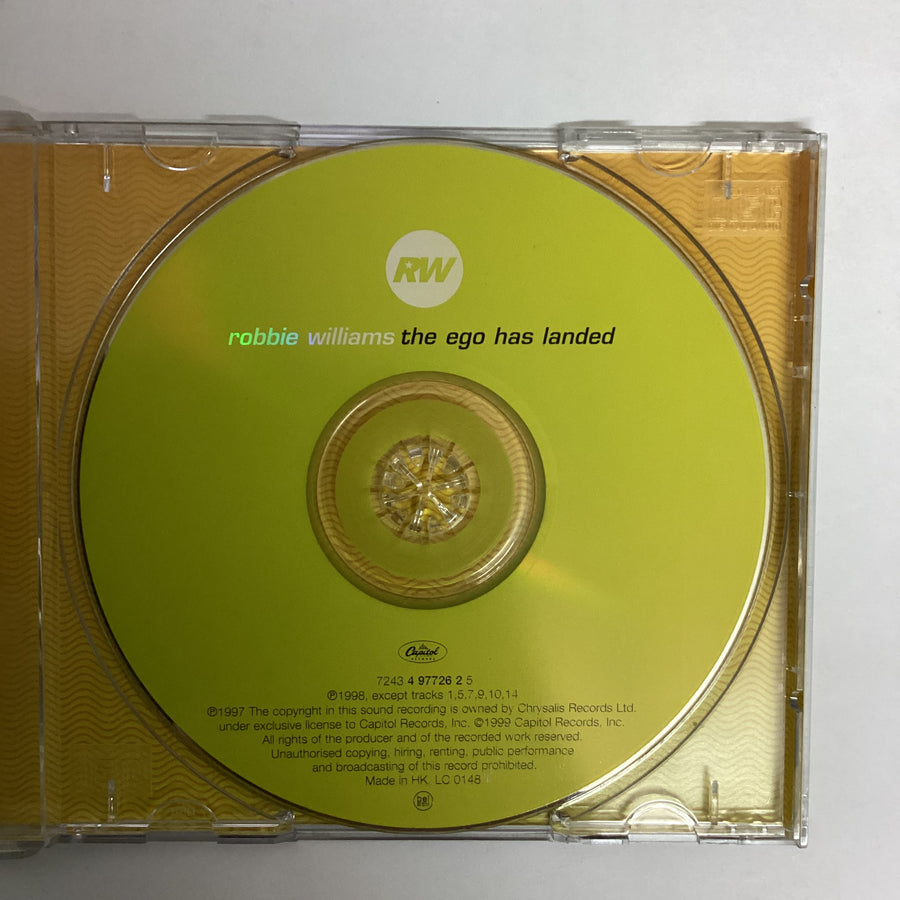 RW
robbie williams the ego has landed
Capitol
RECORDS
7243 4 97726 2 5
℗1998, except tracks 1,5,7,9,10,14
℗1997 The copyright in this sound recording is owned by Chrysalis Records Ltd.
under exclusive license to Capitol Records, Inc. ©1999 Capitol Records, Inc.
All rights of the producer and of the recorded work reserved.
Unauthorised copying, hiring, renting, public performance
and broadcasting of this record prohibited.
Made in HK. LC 0148